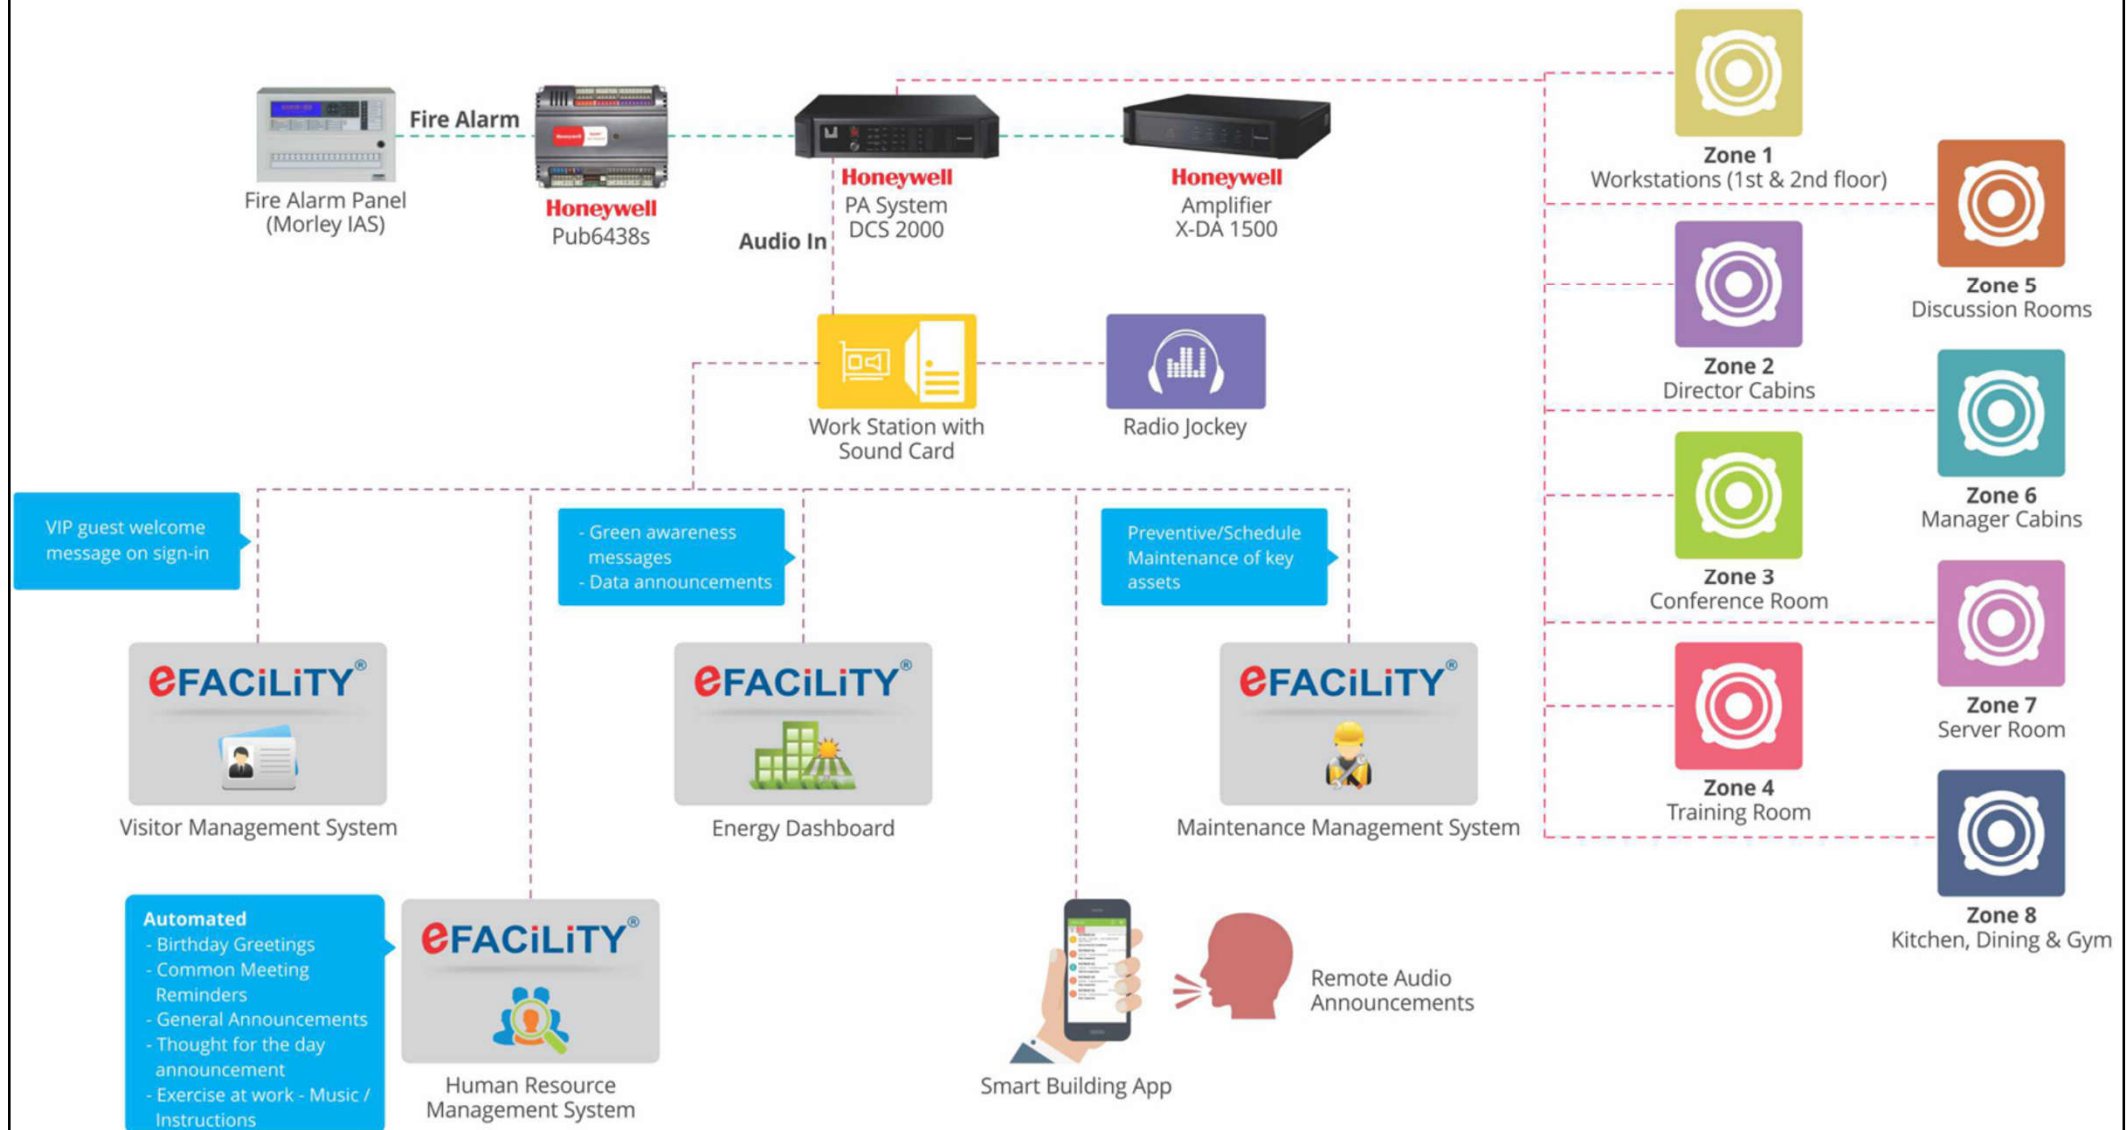 Fire Alarm
Fire Alarm Panel
(Morley IAS)
Honeywell
Pub6438s
Honeywell
PA System
DCS 2000
Honeywell
Amplifier
X-DA 1500
Audio In
Work Station with
Sound Card
Radio Jockey
VIP guest welcome
message on sign-in
- Green awareness
messages
- Data announcements
Preventive/Schedule
Maintenance of key
assets
eFACiLiTY®
Visitor Management System
eFACiLiTY®
Energy Dashboard
eFACiLiTY®
Maintenance Management System
Automated
- Birthday Greetings
- Common Meeting
Reminders
- General Announcements
- Thought for the day
announcement
- Exercise at work - Music /
Instructions
eFACiLiTY®
Human Resource
Management System
Smart Building App
Remote Audio
Announcements
Zone 1
Workstations (1st & 2nd floor)
Zone 5
Discussion Rooms
Zone 2
Director Cabins
Zone 6
Manager Cabins
Zone 3
Conference Room
Zone 7
Server Room
Zone 4
Training Room
Zone 8
Kitchen, Dining & Gym